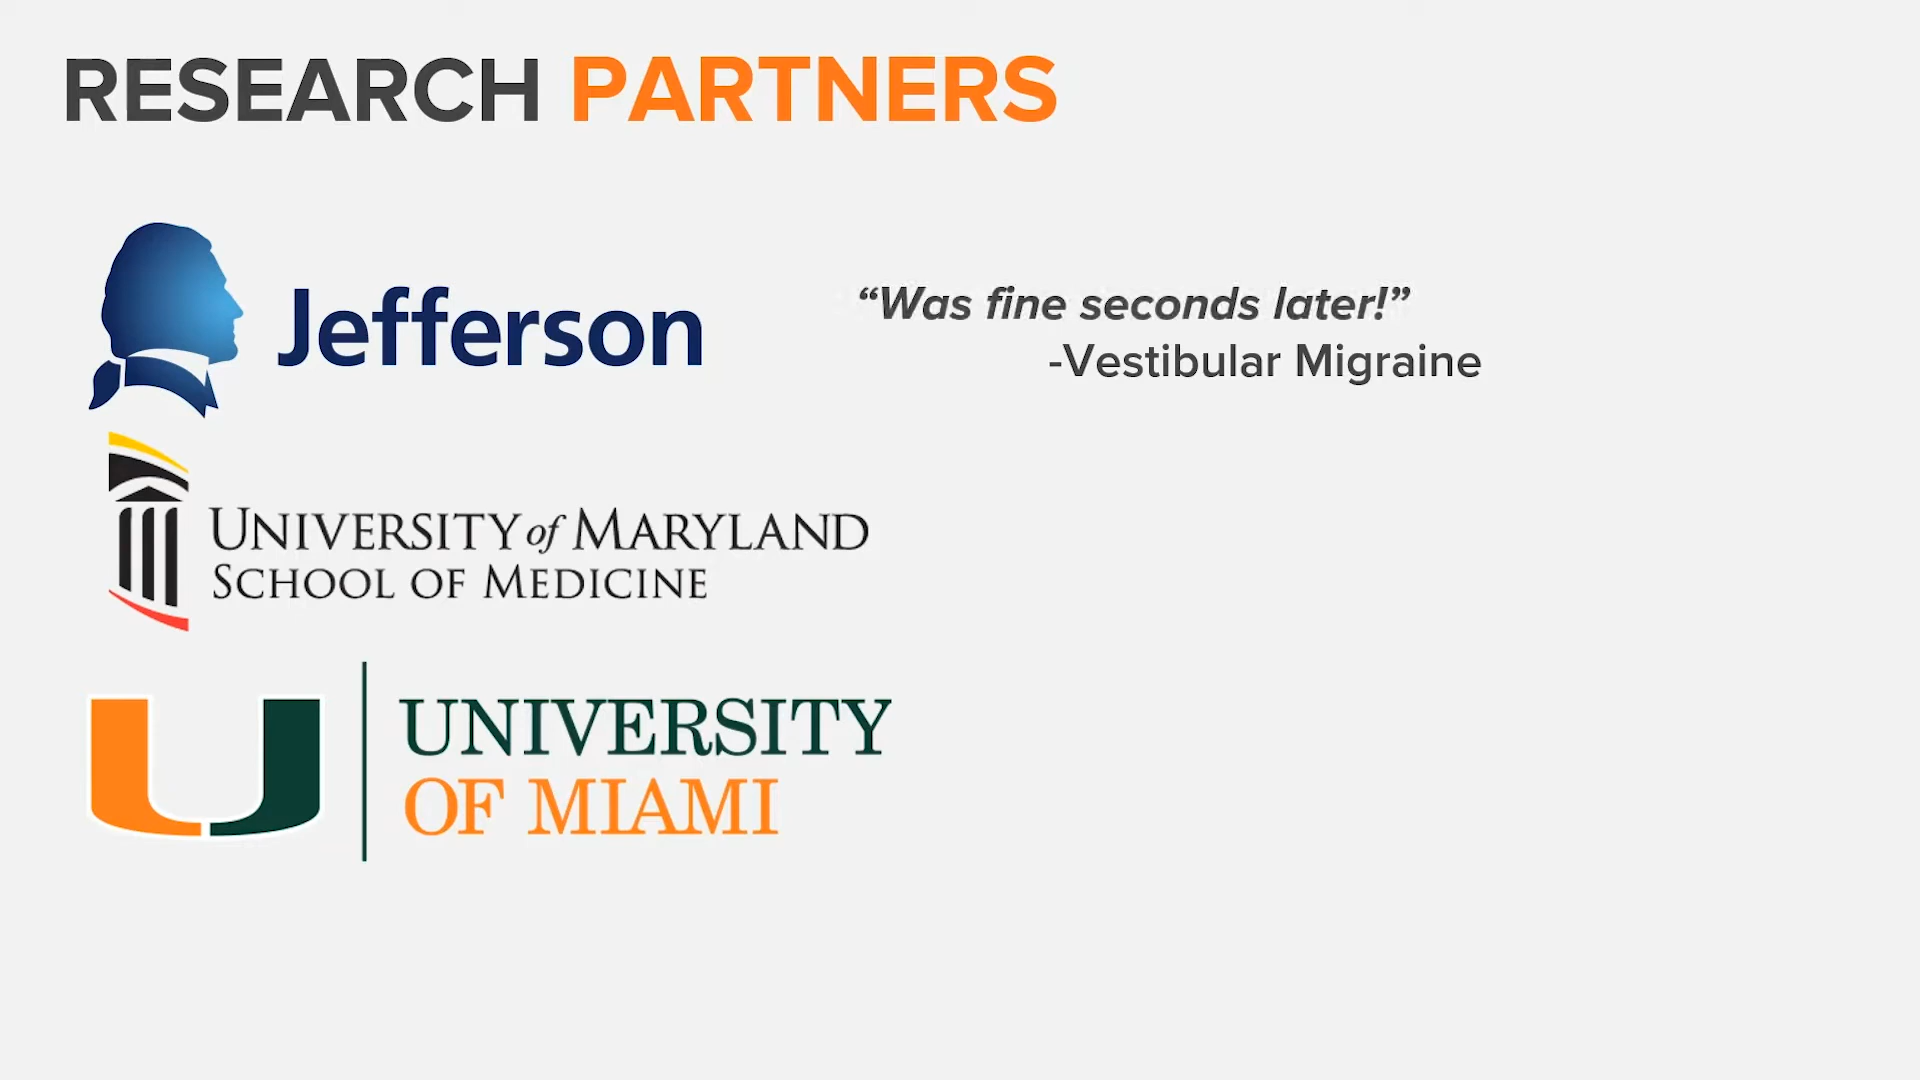 RESEARCH PARTNERS
Jefferson
“Was fine seconds later!”
-Vestibular Migraine
UNIVERSITY of MARYLAND
SCHOOL OF MEDICINE
UNIVERSITY
OF MIAMI